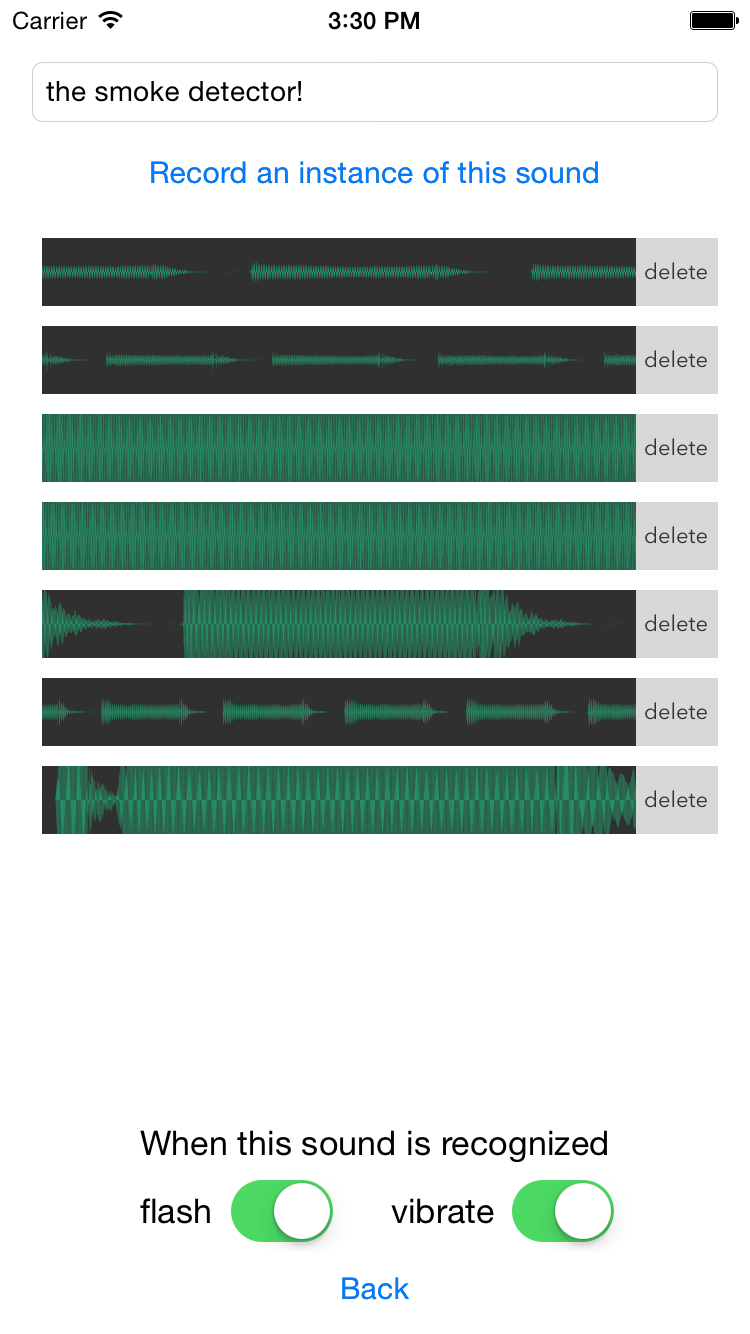 Carrier 3:30 PM
the smoke detector!
Record an instance of this sound
delete
delete
delete
delete
delete
delete
delete
When this sound is recognized
flash vibrate
Back